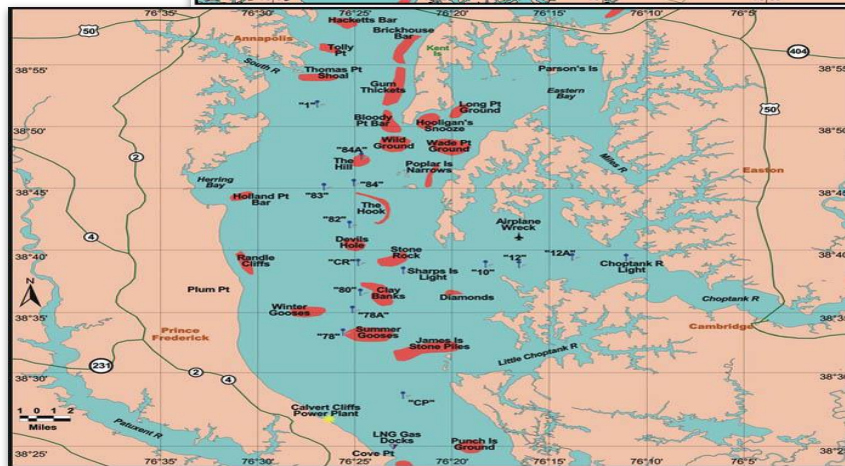 76°35'
76°30'
76°25'
76°20'
76°15'
76°10'
76°5'
Hacketts Bar
Brickhouse
Bar
50
Annapolis
Tolly
Pt
Kent
Is
404
South R
38°55'
Thomas Pt
Shoal
Parson's Is
38°55'
Gum
Thickets
Eastern
Bay
"1"
Long Pt
Ground
50
38°50'
Bloody
Pt Bar
Hooligan's
Snooze
38°50'
2
"84A"
Wild
Ground
Wade Pt
Ground
The
Hill
Poplar Is
Narrows
Miles R
Easton
Herring
Bay
"83"
"84"
38°45'
Holland Pt
Bar
38°45'
The
Hook
"82"
Airplane
Wreck
4
Devils
Hole
Stone
Rock
"12"
"12A"
38°40'
Randle
Cliffs
"CR"
Sharps Is
Light
"10"
Choptank R
Light
38°40'
N
Plum Pt
"80"
Clay
Banks
Diamonds
Choptank R
38°35'
Winter
Gooses
"78A"
38°35'
Prince
Frederick
"78"
Summer
Gooses
James Is
Stone Piles
Cambridge
Little Choptank R
231
2
4
38°30'
38°30'
1 0 1 2
Miles
Calvert Cliffs
Power Plant
"CP"
Patuxent R
LNG Gas
Docks
Punch Is
Ground
38°25'
Cove Pt
38°25'
76°35'
76°30'
76°25'
76°20'
76°15'
76°10'
76°5'